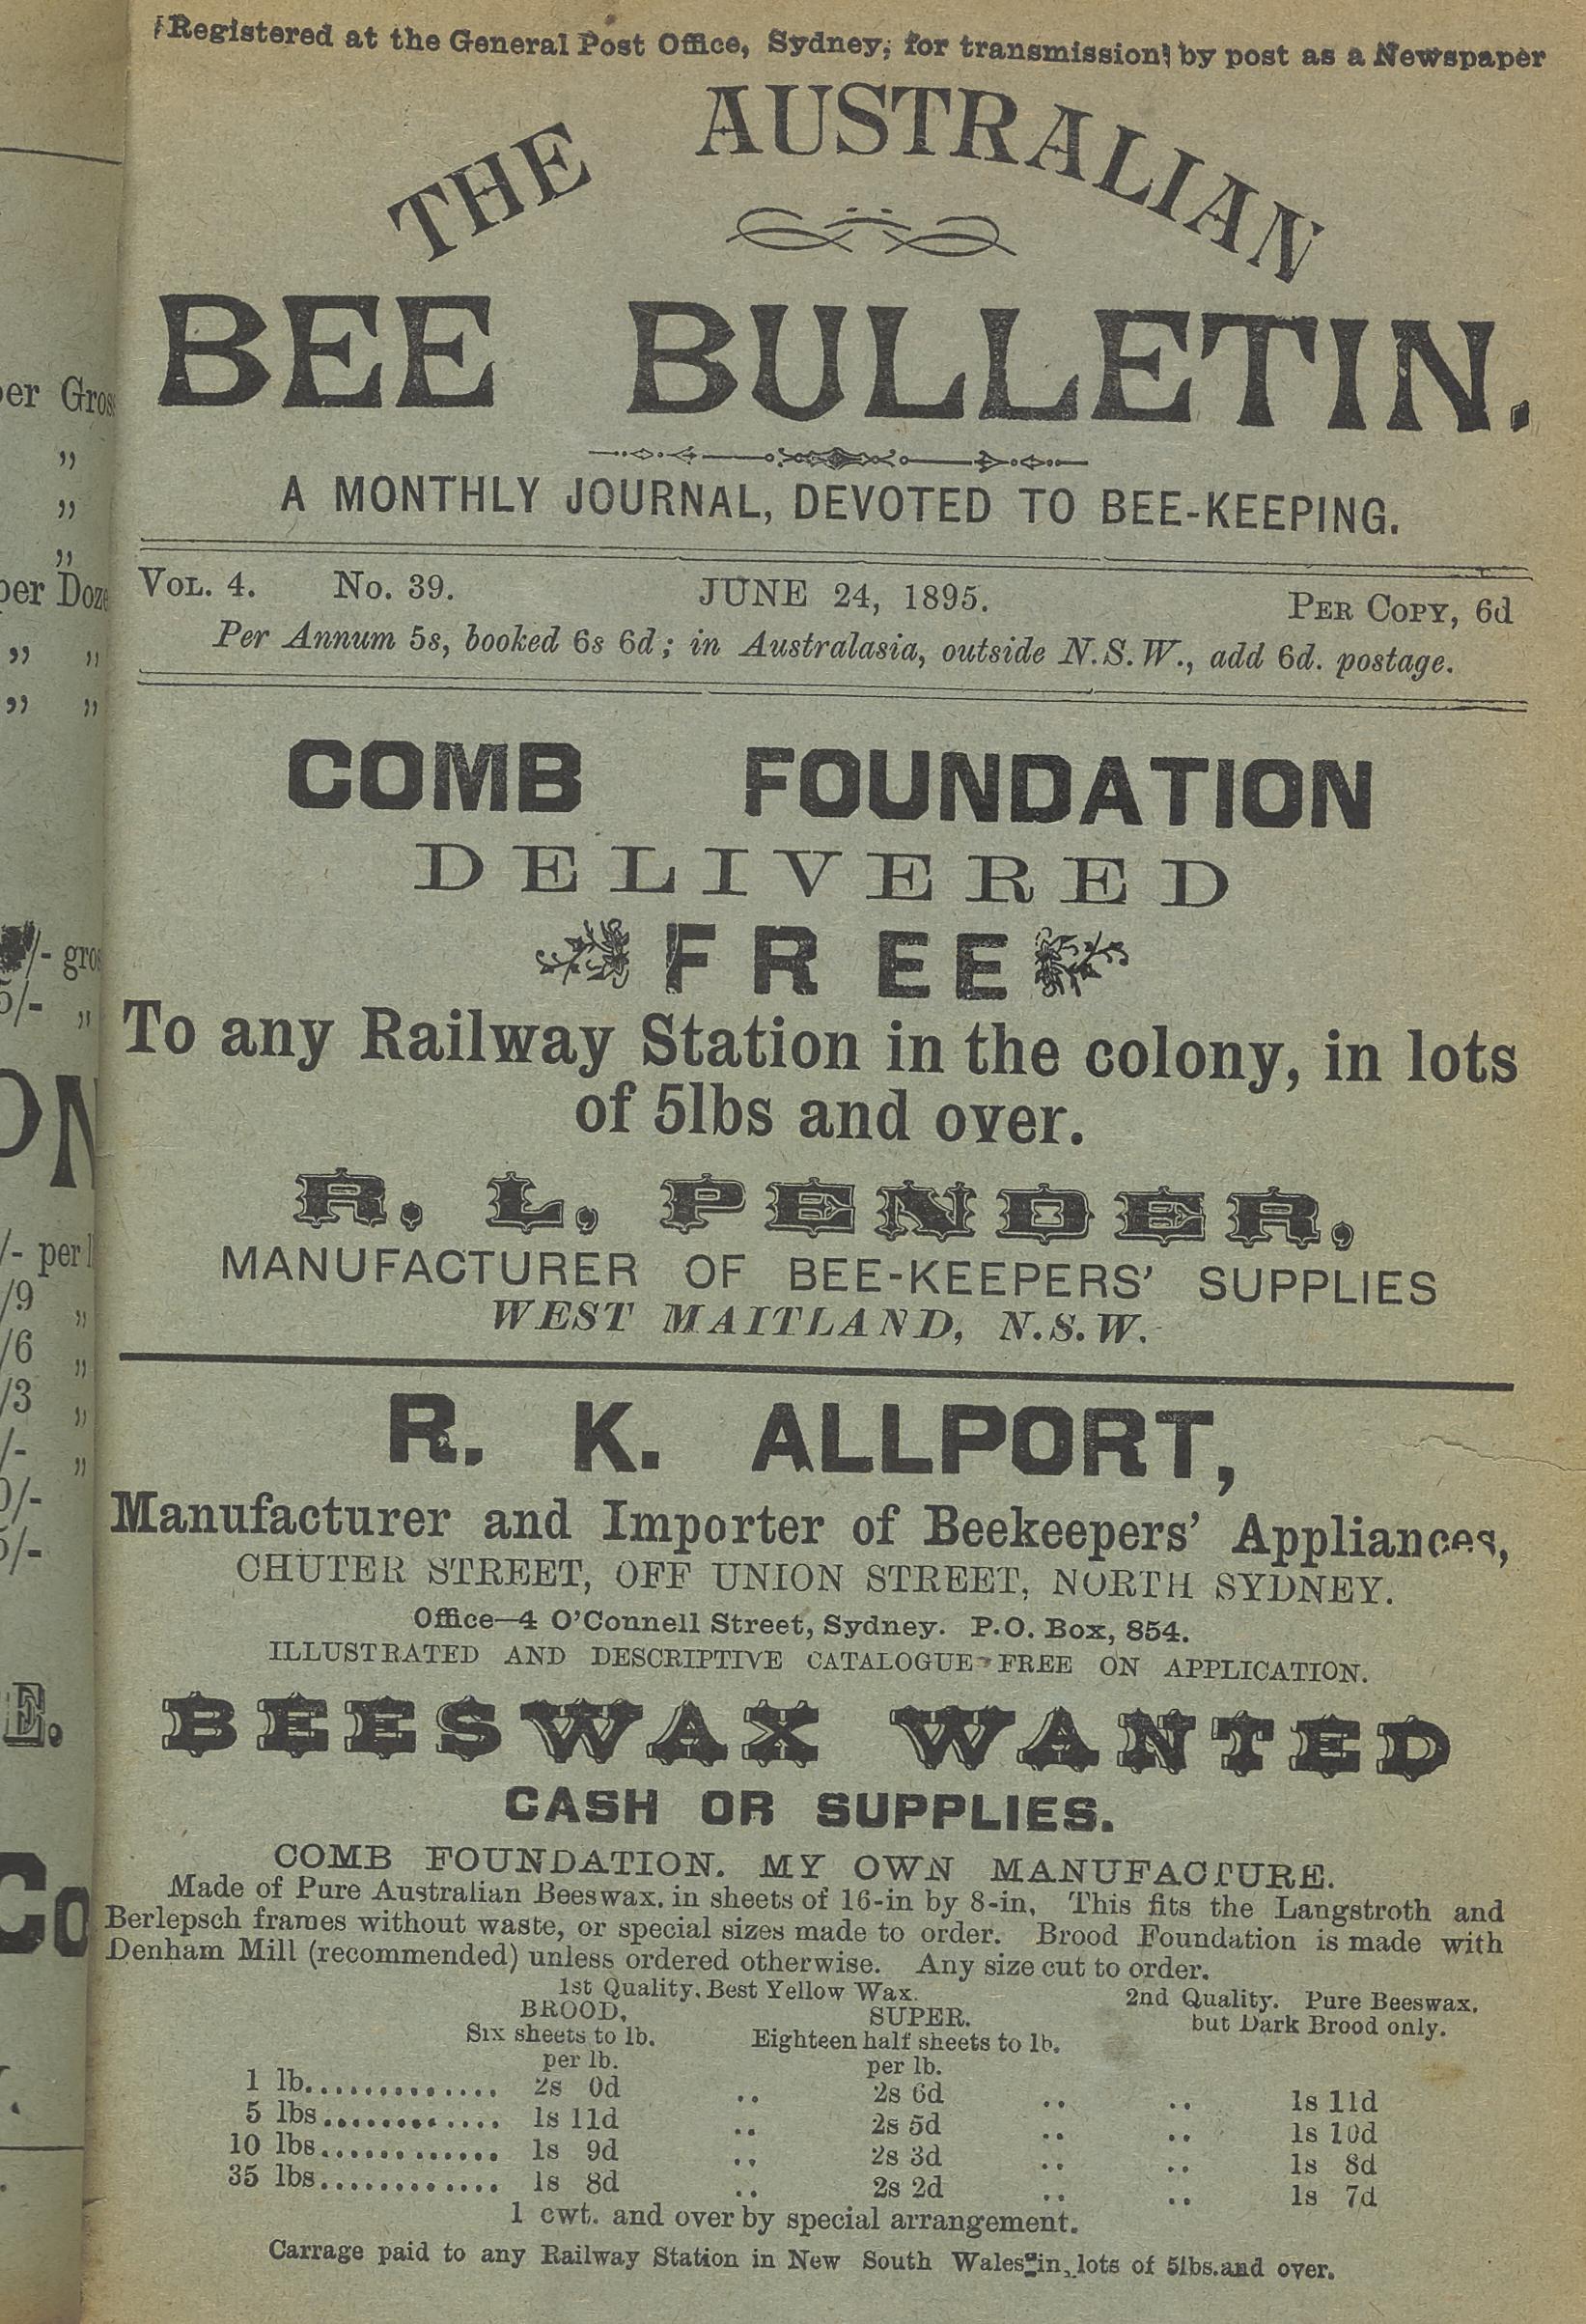 Registered at the General Post Office, Sydney, for transmission by post as a Newspaper
THE AUSTRALIAN
BEE BULLETIN.
A MONTHLY JOURNAL, DEVOTED TO BEE-KEEPING.
VOL. 4. No. 39. JUNE 24, 1895. PER COPY, 6d
Per Annum 5s, booked 6s 6d; in Australasia, outside N.S.W., add 6d. postage.
COMB FOUNDATION
DELIVERED
FREE
To any Railway Station in the colony, in lots
of 5lbs and over.
R. L. PENDER,
MANUFACTURER OF BEE-KEEPERS' SUPPLIES
WEST MAITLAND, N.S.W.
R. K. ALLPORT,
Manufacturer and Importer of Beekeepers' Appliances,
CHUTER STREET, OFF UNION STREET, NORTH SYDNEY.
Office—4 O'Connell Street, Sydney. P.O. Box, 854.
ILLUSTRATED AND DESCRIPTIVE CATALOGUE FREE ON APPLICATION.
BEESWAX WANTED
CASH OR SUPPLIES.
COMB FOUNDATION. MY OWN MANUFACTURE.
Made of Pure Australian Beeswax. in sheets of 16-in by 8-in, This fits the Langstroth and
Berlepsch frames without waste, or special sizes made to order. Brood Foundation is made with
Denham Mill (recommended) unless ordered otherwise. Any size cut to order.
1st Quality. Best Yellow Wax. 2nd Quality. Pure Beeswax.
BROOD. SUPER. but Dark Brood only.
Six sheets to lb. Eighteen half sheets to lb.
per lb. per lb.
1 lb.............. 2s 0d .. 2s 6d .. .. 1s 11d
5 lbs............. 1s 11d .. 2s 5d .. .. 1s 10d
10 lbs............. 1s 9d .. 2s 3d .. .. 1s 8d
35 lbs............. 1s 8d .. 2s 2d .. .. 1s 7d
1 cwt. and over by special arrangement.
Carrage paid to any Railway Station in New South Wales in lots of 5lbs. and over.
per Gross
„
„
„
„ „
„ „
/- gros
5/- „
/- per
/9 „
/6 „
/3 „
/- „
0/-
5/-
E.
Co